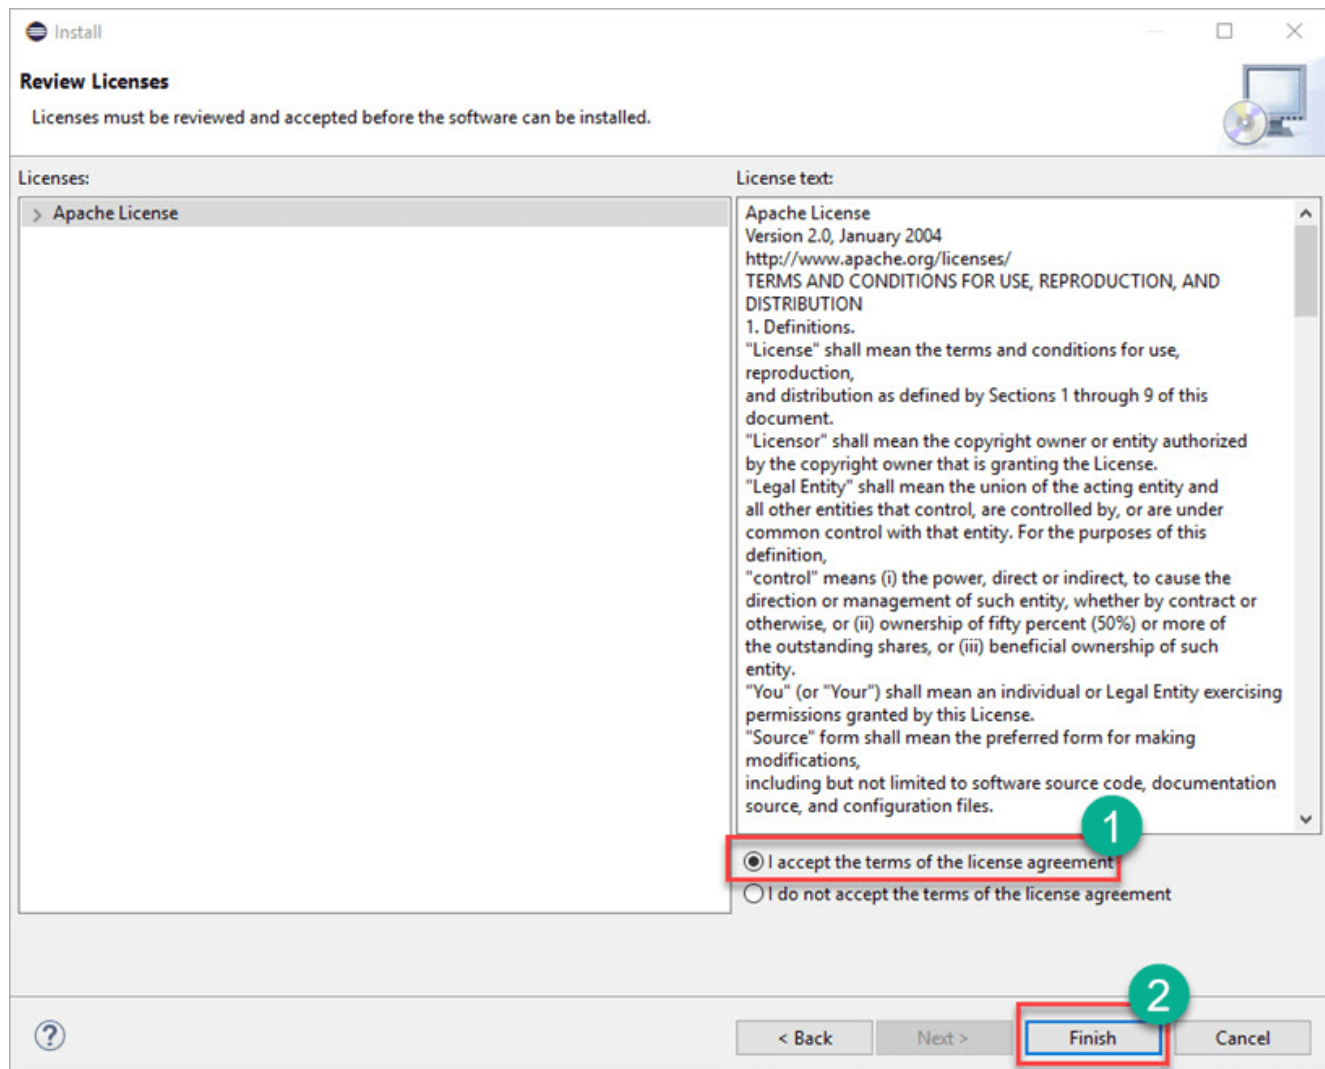 Install
Review Licenses
Licenses must be reviewed and accepted before the software can be installed.
Licenses:
Apache License
License text:
Apache License
Version 2.0, January 2004
http://www.apache.org/licenses/
TERMS AND CONDITIONS FOR USE, REPRODUCTION, AND
DISTRIBUTION
1. Definitions.
"License" shall mean the terms and conditions for use,
reproduction,
and distribution as defined by Sections 1 through 9 of this
document.
"Licensor" shall mean the copyright owner or entity authorized
by the copyright owner that is granting the License.
"Legal Entity" shall mean the union of the acting entity and
all other entities that control, are controlled by, or are under
common control with that entity. For the purposes of this
definition,
"control" means (i) the power, direct or indirect, to cause the
direction or management of such entity, whether by contract or
otherwise, or (ii) ownership of fifty percent (50%) or more of
the outstanding shares, or (iii) beneficial ownership of such
entity.
"You" (or "Your") shall mean an individual or Legal Entity exercising
permissions granted by this License.
"Source" form shall mean the preferred form for making
modifications,
including but not limited to software source code, documentation
source, and configuration files.
1
I accept the terms of the license agreement
I do not accept the terms of the license agreement
2
? < Back Next > Finish Cancel